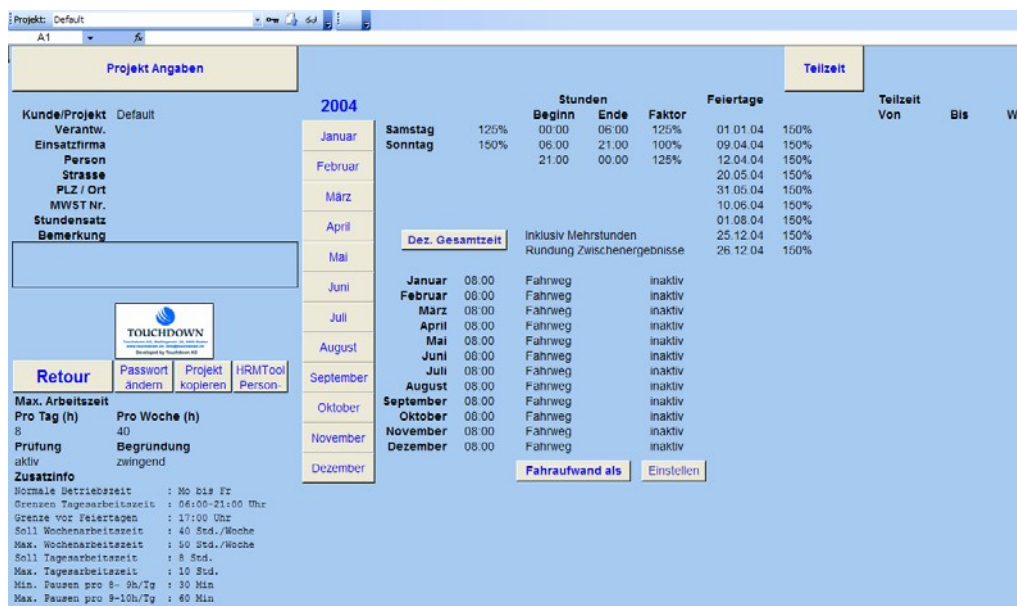 Projekt: Default
A1 fx
Projekt Angaben
Teilzeit
2004
Stunden Feiertage Teilzeit
Beginn Ende Faktor Von Bis W
Kunde/Projekt Default
Verantw.
Einsatzfirma
Person
Strasse
PLZ / Ort
MWST Nr.
Stundensatz
Bemerkung
Januar
Februar
März
April
Mai
Juni
Juli
August
September
Oktober
November
Dezember
Samstag 125% 00:00 06:00 125% 01.01.04 150%
Sonntag 150% 06:00 21:00 100% 09.04.04 150%
21:00 00:00 125% 12.04.04 150%
20.05.04 150%
31.05.04 150%
10.06.04 150%
01.08.04 150%
25.12.04 150%
26.12.04 150%
Dez. Gesamtzeit Inklusiv Mehrstunden
Rundung Zwischenergebnisse
Januar 08:00 Fahrweg inaktiv
Februar 08:00 Fahrweg inaktiv
März 08:00 Fahrweg inaktiv
April 08:00 Fahrweg inaktiv
Mai 08:00 Fahrweg inaktiv
Juni 08:00 Fahrweg inaktiv
Juli 08:00 Fahrweg inaktiv
August 08:00 Fahrweg inaktiv
September 08:00 Fahrweg inaktiv
Oktober 08:00 Fahrweg inaktiv
November 08:00 Fahrweg inaktiv
Dezember 08:00 Fahrweg inaktiv
Fahraufwand als Einstellen
TOUCHDOWN
Developed by Touchdown AG
Retour
Passwort ändern
Projekt kopieren
HRMTool Person-
Max. Arbeitszeit
Pro Tag (h) Pro Woche (h)
8 40
Prüfung Begründung
aktiv zwingend
Zusatzinfo
Normale Betriebszeit : Mo bis Fr
Grenzen Tagesarbeitszeit : 06:00-21:00 Uhr
Grenze vor Feiertagen : 17:00 Uhr
Soll Wochenarbeitszeit : 40 Std./Woche
Max. Wochenarbeitszeit : 50 Std./Woche
Soll Tagesarbeitszeit : 8 Std.
Max. Tagesarbeitszeit : 10 Std.
Min. Pausen pro 8- 9h/Tg : 30 Min
Max. Pausen pro 9-10h/Tg : 60 Min